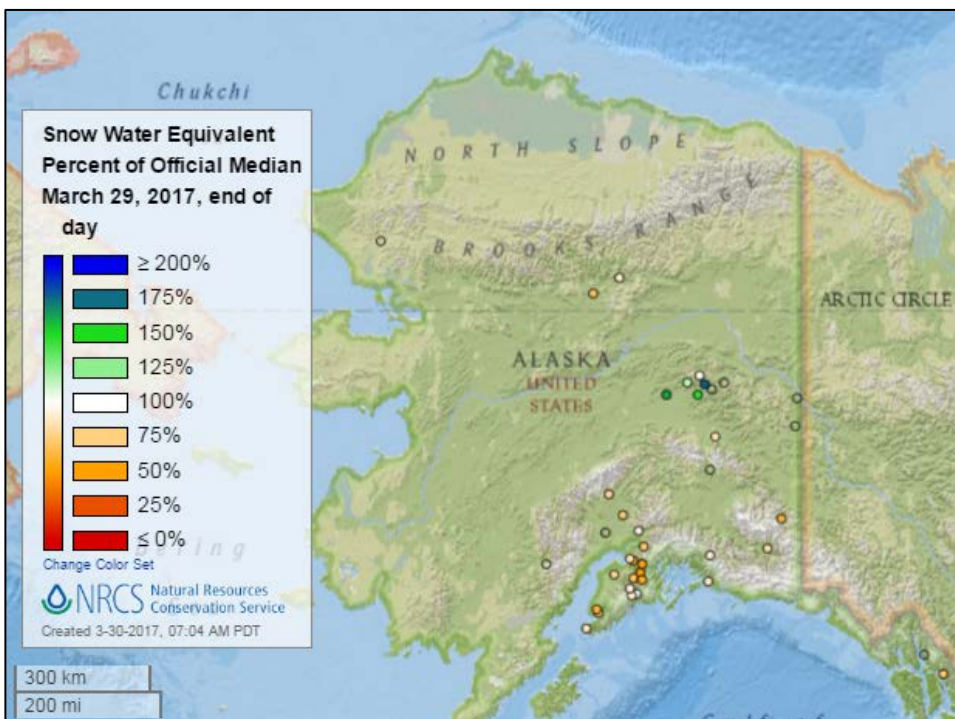 Chukchi
Snow Water Equivalent
Percent of Official Median
March 29, 2017, end of
day
≥ 200%
175%
150%
125%
100%
75%
50%
25%
≤ 0%
Bering
Change Color Set
NRCS Natural Resources
Conservation Service
Created 3-30-2017, 07:04 AM PDT
300 km
200 mi
NORTH SLOPE
BROOKS RANGE
ARCTIC CIRCLE
ALASKA
UNITED
STATES